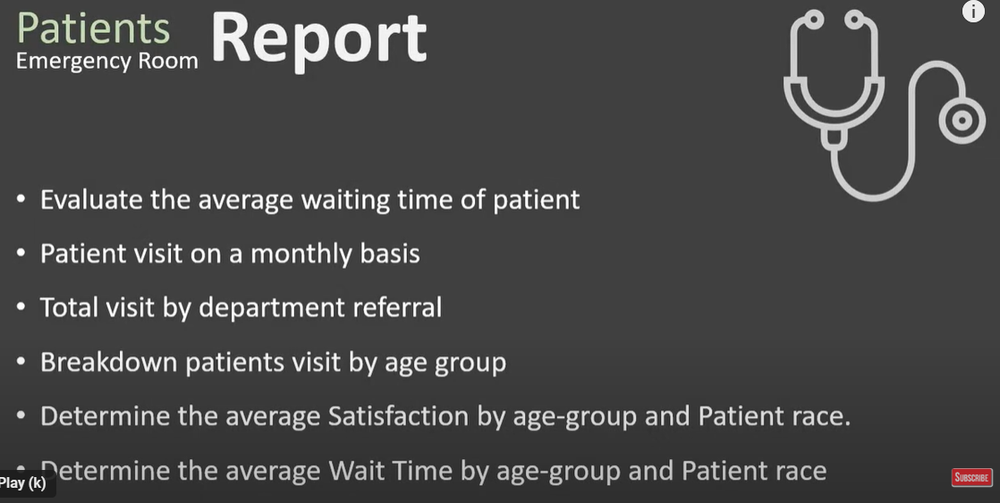 Patients Report
Emergency Room
i
• Evaluate the average waiting time of patient
• Patient visit on a monthly basis
• Total visit by department referral
• Breakdown patients visit by age group
• Determine the average Satisfaction by age-group and Patient race.
• Determine the average Wait Time by age-group and Patient race
Play (k)
SUBSCRIBE